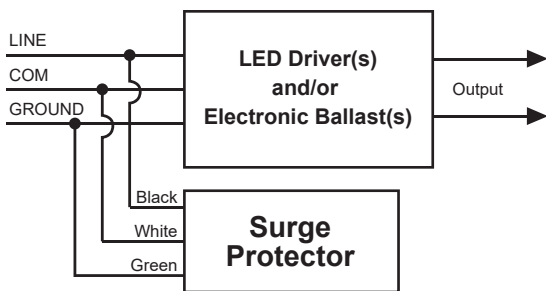 LINE
COM
GROUND
LED Driver(s)
and/or
Electronic Ballast(s)
Output
Black
White
Green
Surge
Protector